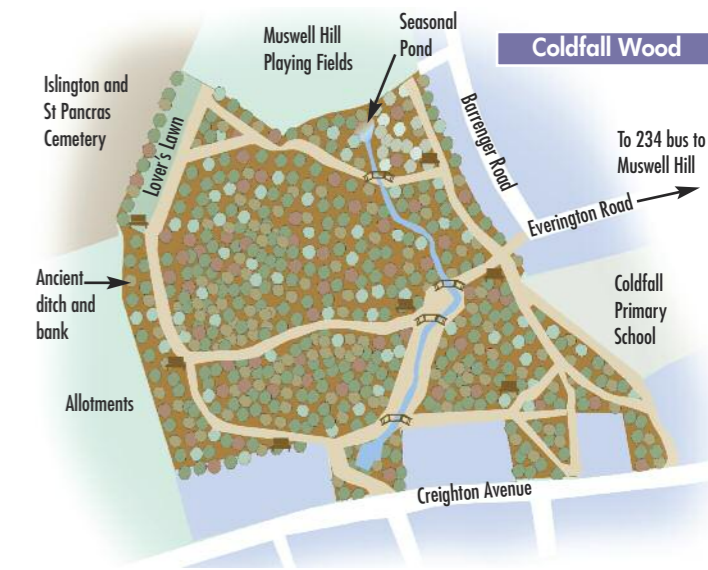 Coldfall Wood
Seasonal
Pond
Muswell Hill
Playing Fields
Islington and
St Pancras
Cemetery
Lover's Lawn
Barrenger Road
To 234 bus to
Muswell Hill
Everington Road
Ancient
ditch and
bank
Coldfall
Primary
School
Allotments
Creighton Avenue